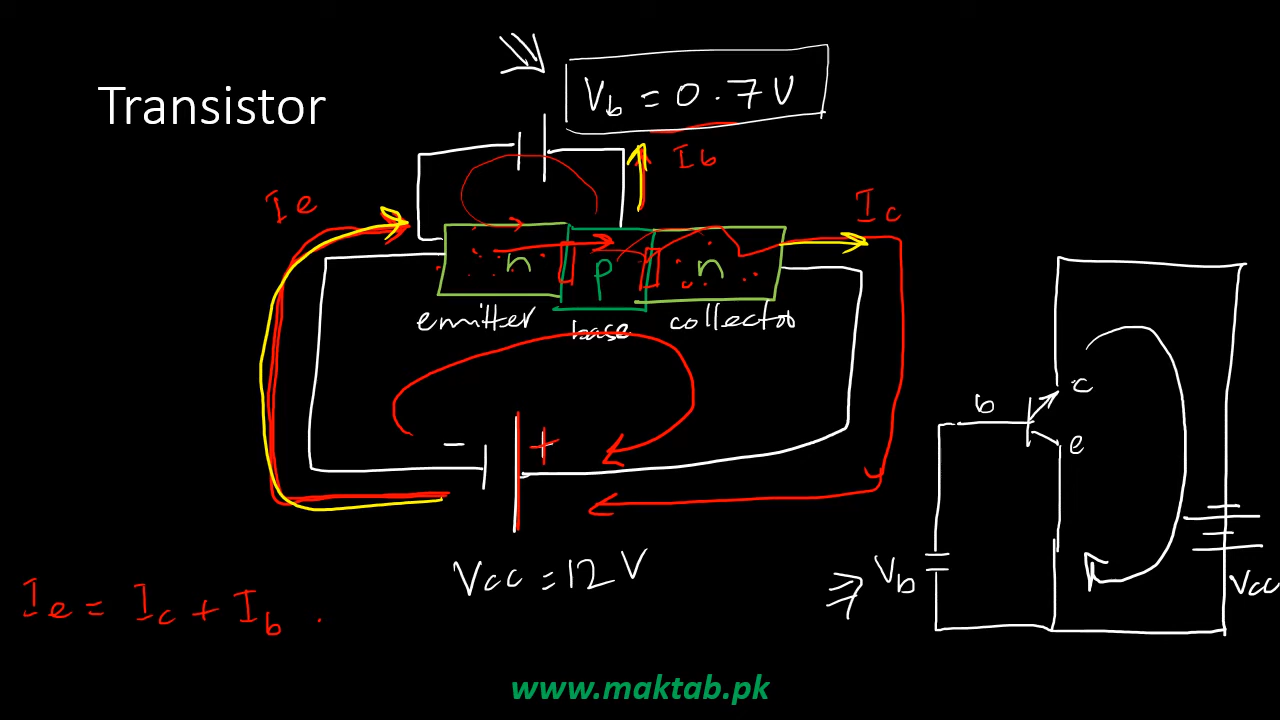 Transistor
Vb = 0.7V
Ib
Ie
Ic
n
p
n
emitter
base
collector
- +
Vcc = 12V
Ie = Ic + Ib .
c
b
e
Vb
Vcc
www.maktab.pk